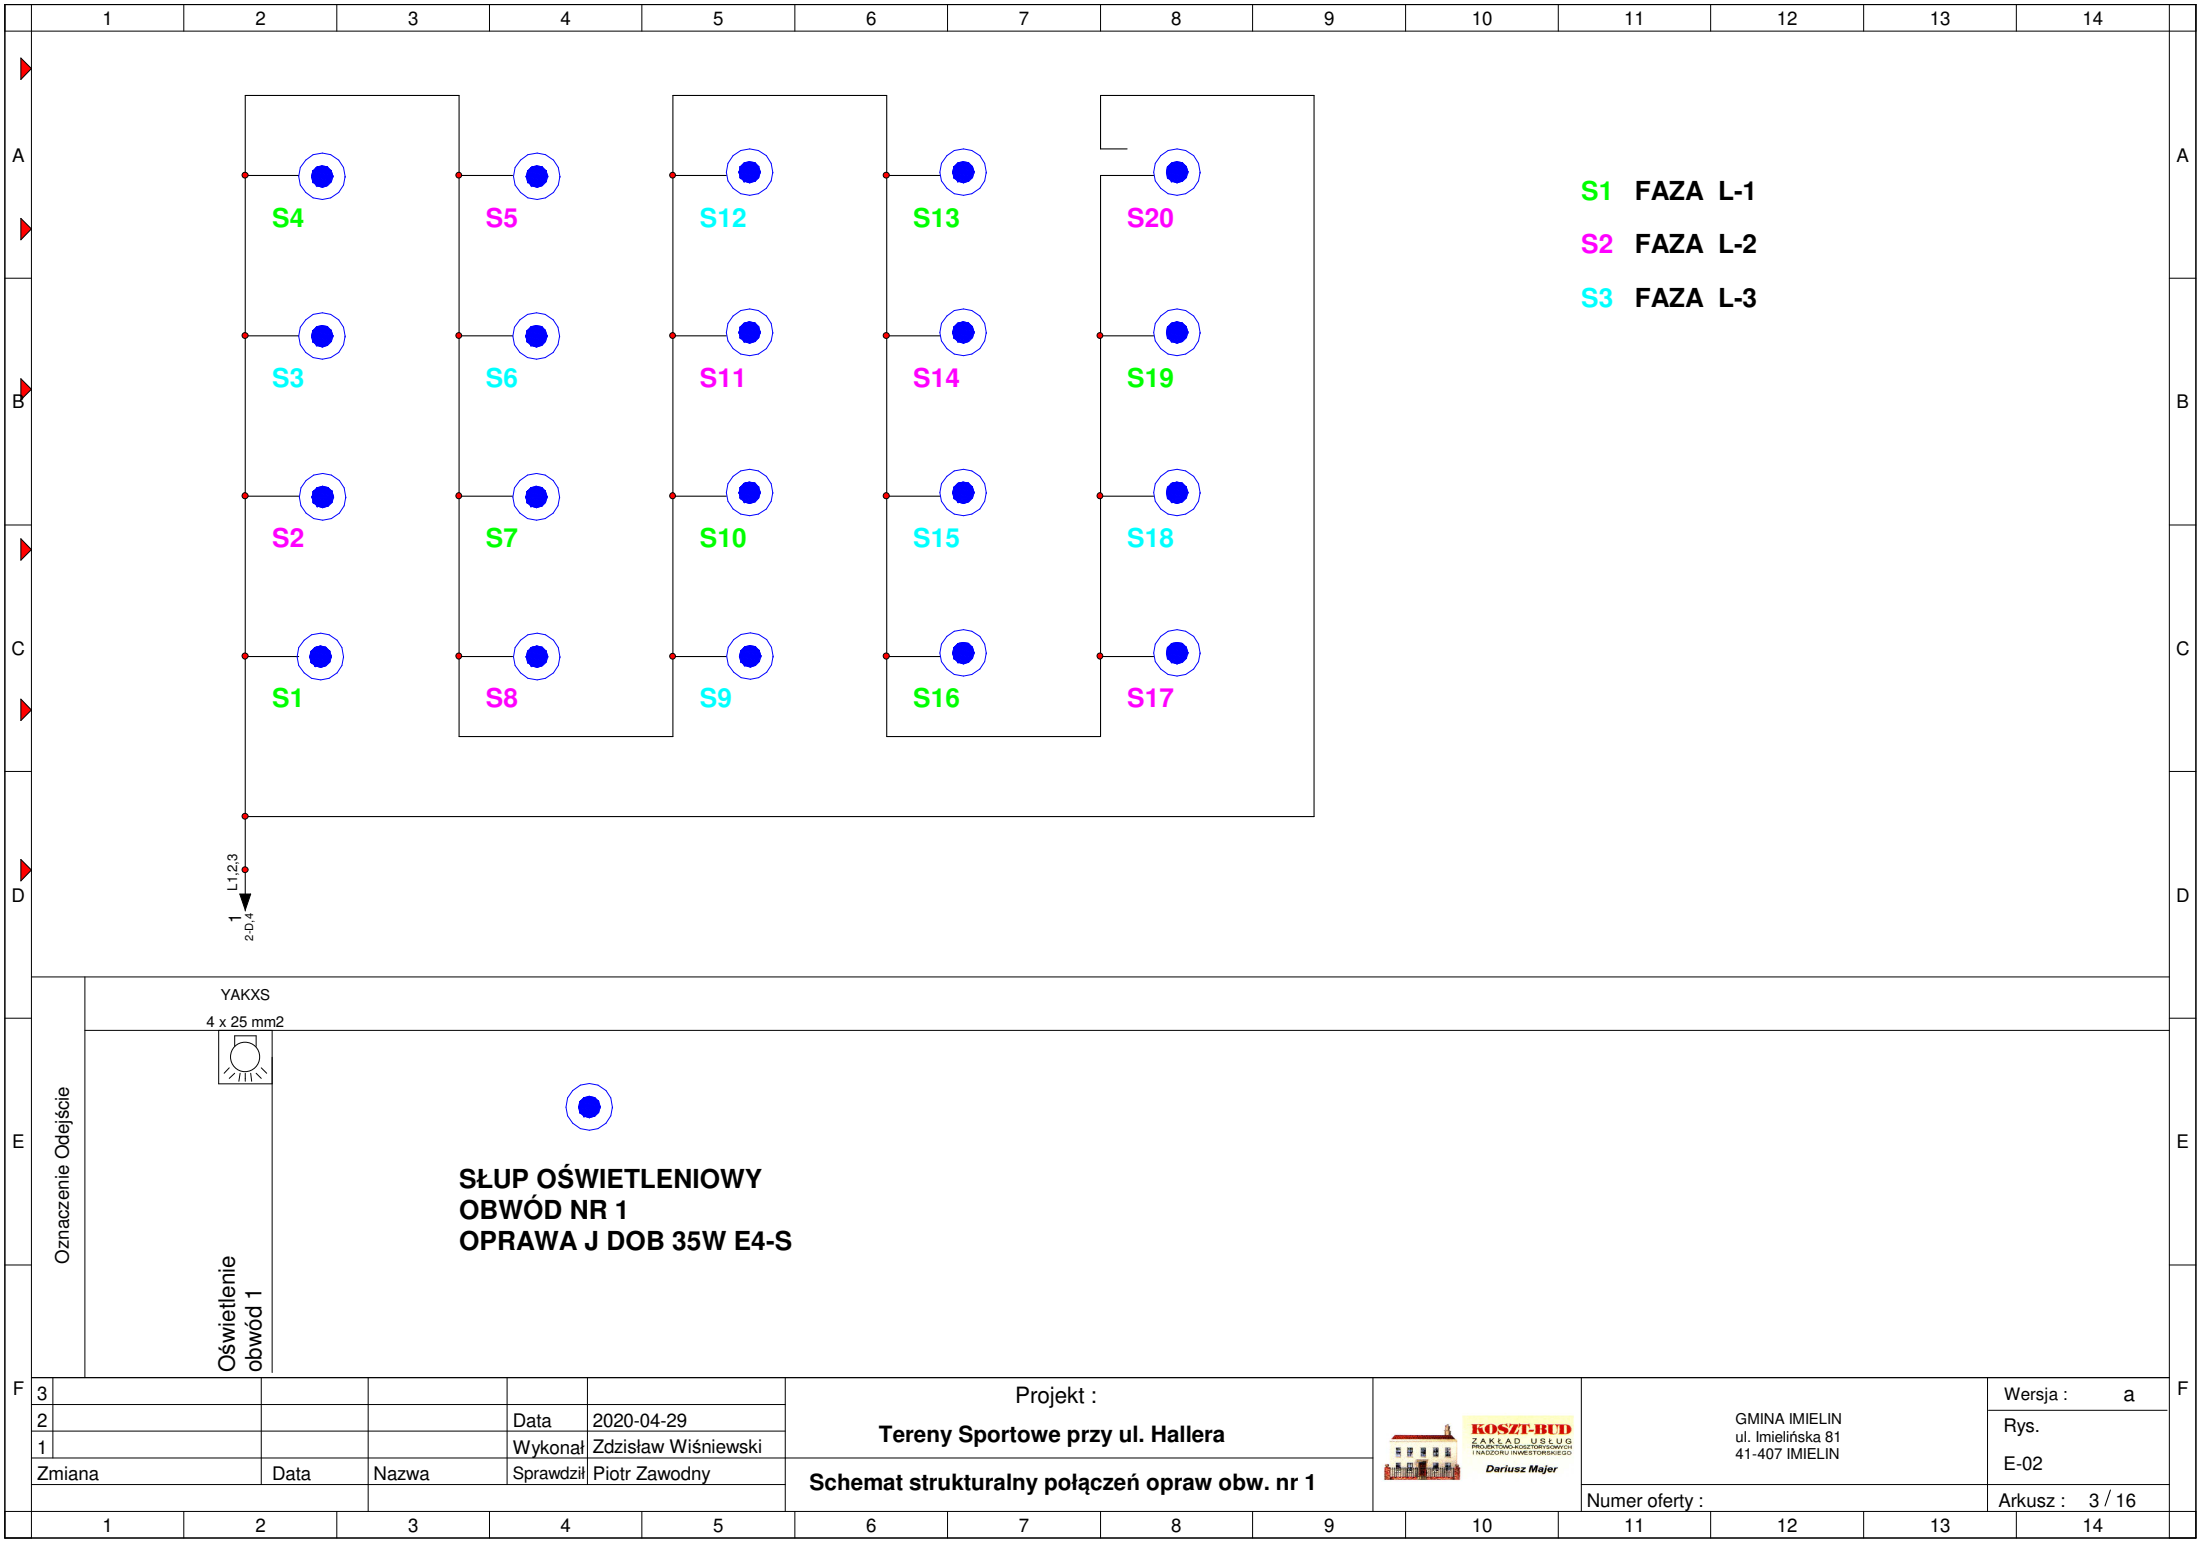 1 2 3 4 5 6 7 8 9 10 11 12 13 14
A A
S4 S5 S12 S13 S20
S1 FAZA L-1
S2 FAZA L-2
S3 FAZA L-3
S3 S6 S11 S14 S19
B B
S2 S7 S10 S15 S18
C C
S1 S8 S9 S16 S17
D D
L1,2,3
1
2-D,4
YAKXS
4 x 25 mm2
E E
Oznaczenie Odejście
Oświetlenie
obwód 1
SŁUP OŚWIETLENIOWY
OBWÓD NR 1
OPRAWA J DOB 35W E4-S
F F
3
2 Data 2020-04-29
1 Wykonał Zdzisław Wiśniewski
Zmiana Data Nazwa Sprawdził Piotr Zawodny
Projekt :
Tereny Sportowe przy ul. Hallera
Schemat strukturalny połączeń opraw obw. nr 1
KOSZT-BUD
ZAKŁAD USŁUG
PROJEKTOWO-KOSZTORYSOWYCH
I NADZORU INWESTORSKIEGO
Dariusz Majer
GMINA IMIELIN
ul. Imielińska 81
41-407 IMIELIN
Numer oferty :
Wersja : a
Rys.
E-02
Arkusz : 3 / 16
1 2 3 4 5 6 7 8 9 10 11 12 13 14